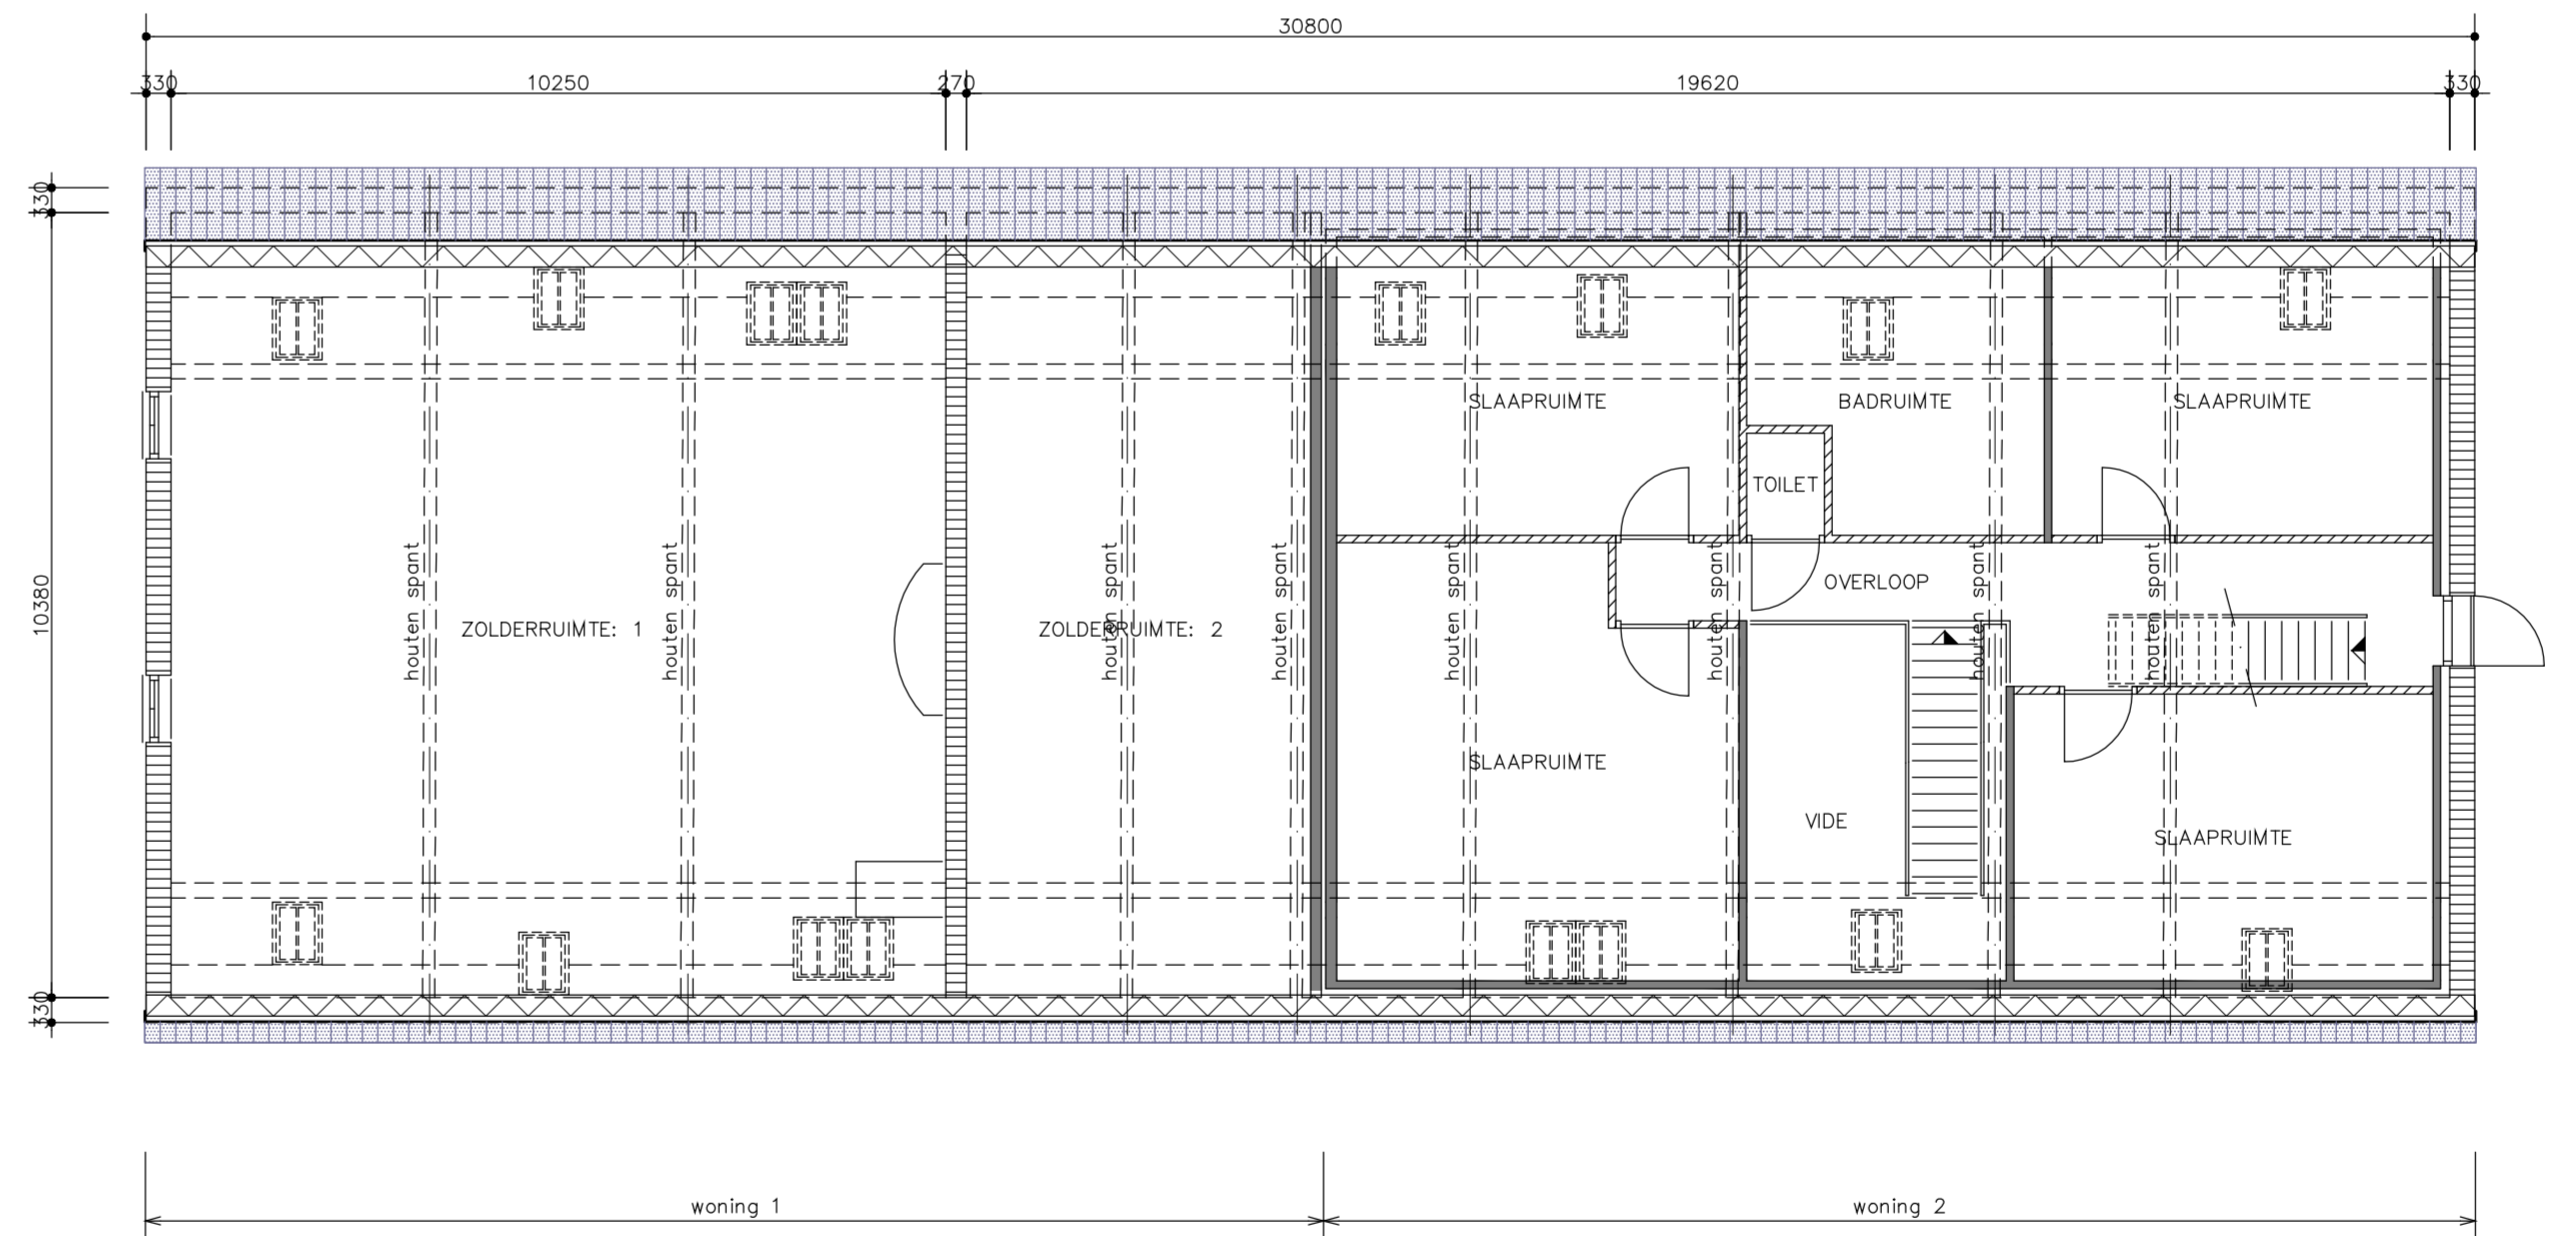 30800
330
10250
270
19620
330
330
SLAAPRUIMTE
BADRUIMTE
SLAAPRUIMTE
TOILET
10380
houten spant
houten spant
houten spant
houten spant
houten spant
houten spant
houten spant
houten spant
OVERLOOP
ZOLDERRUIMTE: 1
ZOLDERRUIMTE: 2
SLAAPRUIMTE
VIDE
SLAAPRUIMTE
330
woning 1
woning 2